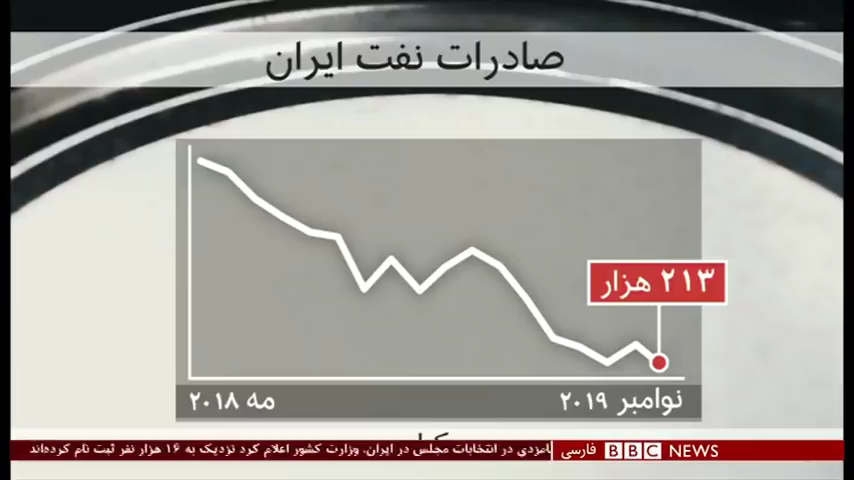 صادرات نفت ایران
۲۱۳ هزار
مه ۲۰۱۸
نوامبر ۲۰۱۹
BBC NEWS فارسی
نامزدی در انتخابات مجلس در ایران. وزارت کشور اعلام کرد نزدیک به ۱۶ هزار نفر ثبت نام کرده‌اند